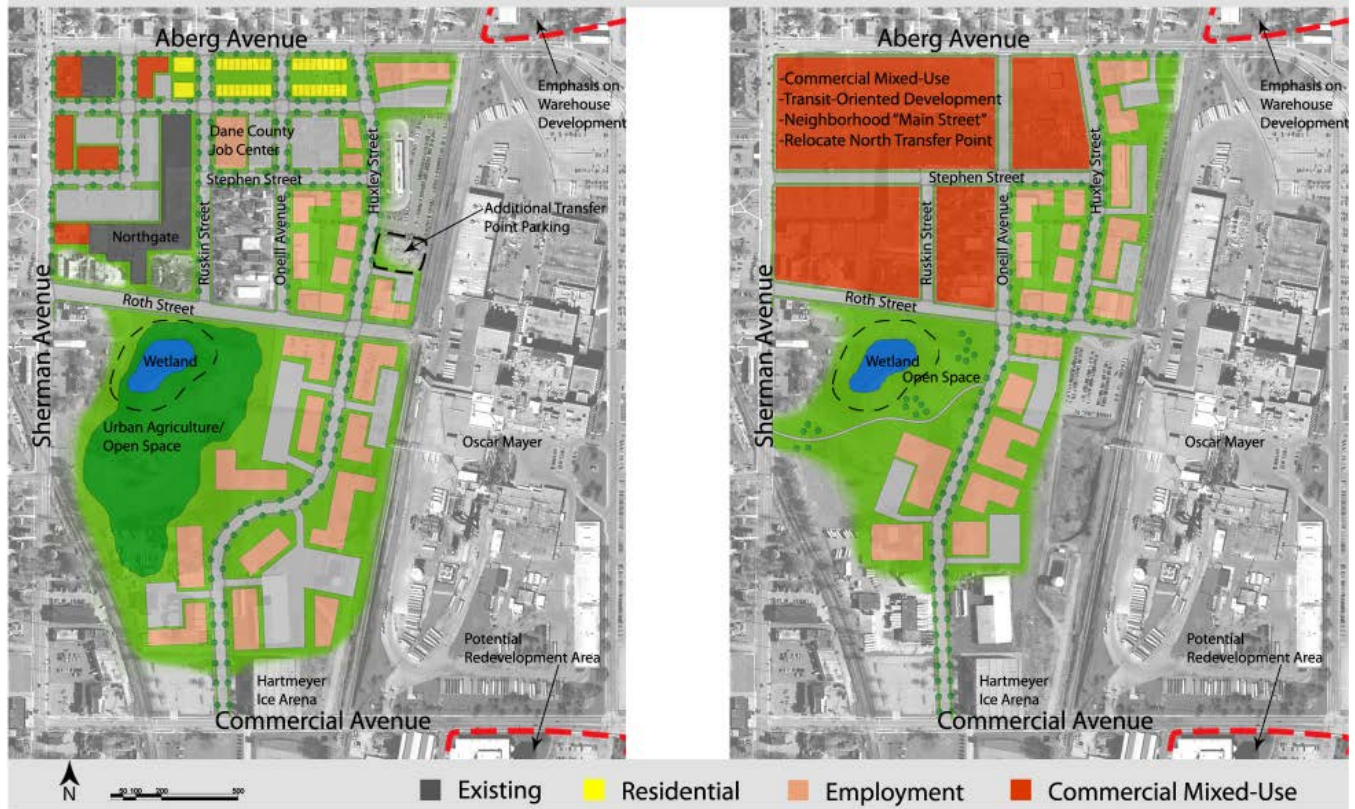 Aberg Avenue
Emphasis on
Warehouse
Development
Dane County
Job Center
Stephen Street
Huxley Street
Additional Transfer
Point Parking
Ruskin Street
Oneill Avenue
Northgate
Roth Street
Sherman Avenue
Wetland
Urban Agriculture/
Open Space
Oscar Mayer
Potential
Redevelopment Area
Hartmeyer
Ice Arena
Commercial Avenue
Aberg Avenue
-Commercial Mixed-Use
-Transit-Oriented Development
-Neighborhood "Main Street"
-Relocate North Transfer Point
Emphasis on
Warehouse
Development
Stephen Street
Huxley Street
Ruskin Street
Oneill Avenue
Roth Street
Sherman Avenue
Wetland
Open Space
Oscar Mayer
Potential
Redevelopment Area
Hartmeyer
Ice Arena
Commercial Avenue
N
50 100 200 500
Existing
Residential
Employment
Commercial Mixed-Use